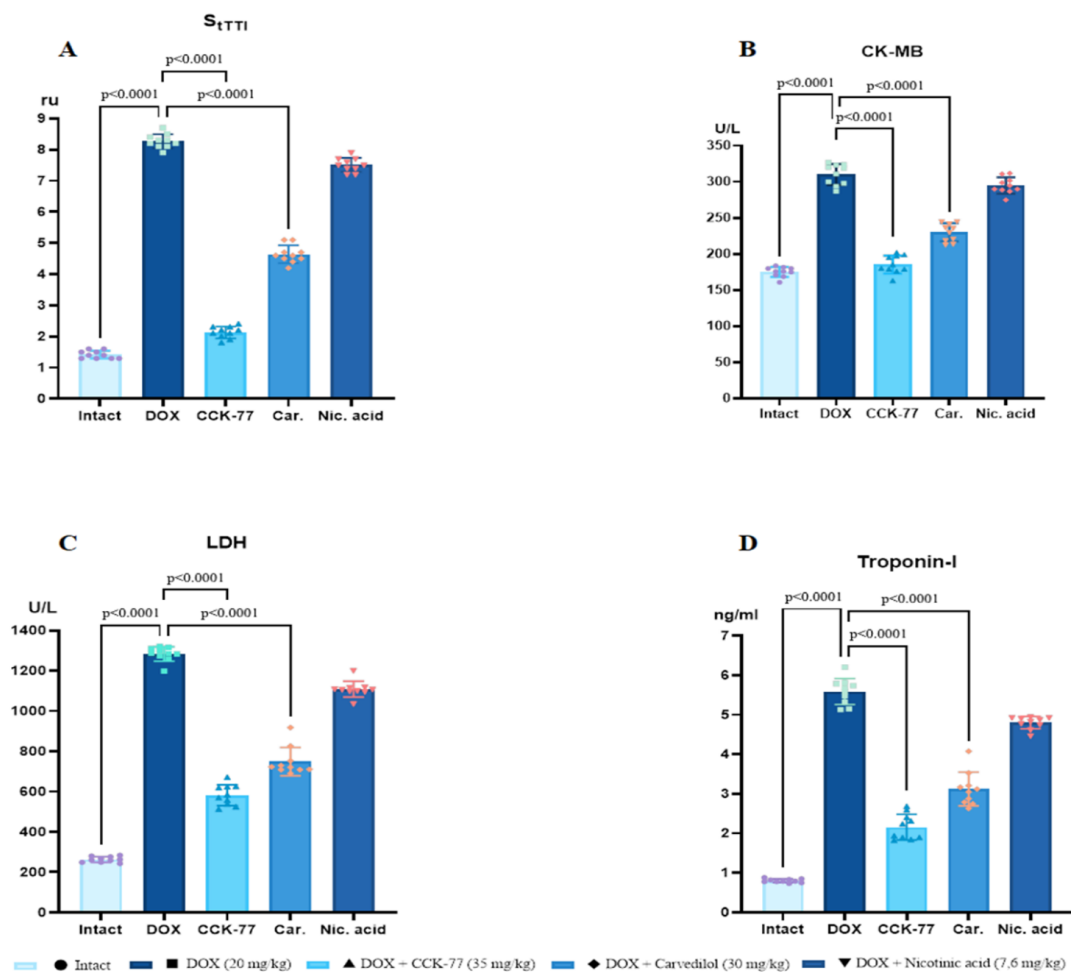 A
S_tTTI
p<0.0001
p<0.0001
p<0.0001
ru
9
8
7
6
5
4
3
2
1
0
Intact DOX CCK-77 Car. Nic. acid
B
CK-MB
p<0.0001
p<0.0001
p<0.0001
U/L
350
300
250
200
150
100
50
0
Intact DOX CCK-77 Car. Nic. acid
C
LDH
p<0.0001
p<0.0001
p<0.0001
U/L
1400
1200
1000
800
600
400
200
0
Intact DOX CCK-77 Car. Nic. acid
D
Troponin-I
p<0.0001
p<0.0001
p<0.0001
ng/ml
7
6
5
4
3
2
1
0
Intact DOX CCK-77 Car. Nic. acid
Intact DOX (20 mg/kg) DOX + CCK-77 (35 mg/kg) DOX + Carvedilol (30 mg/kg) DOX + Nicotinic acid (7,6 mg/kg)